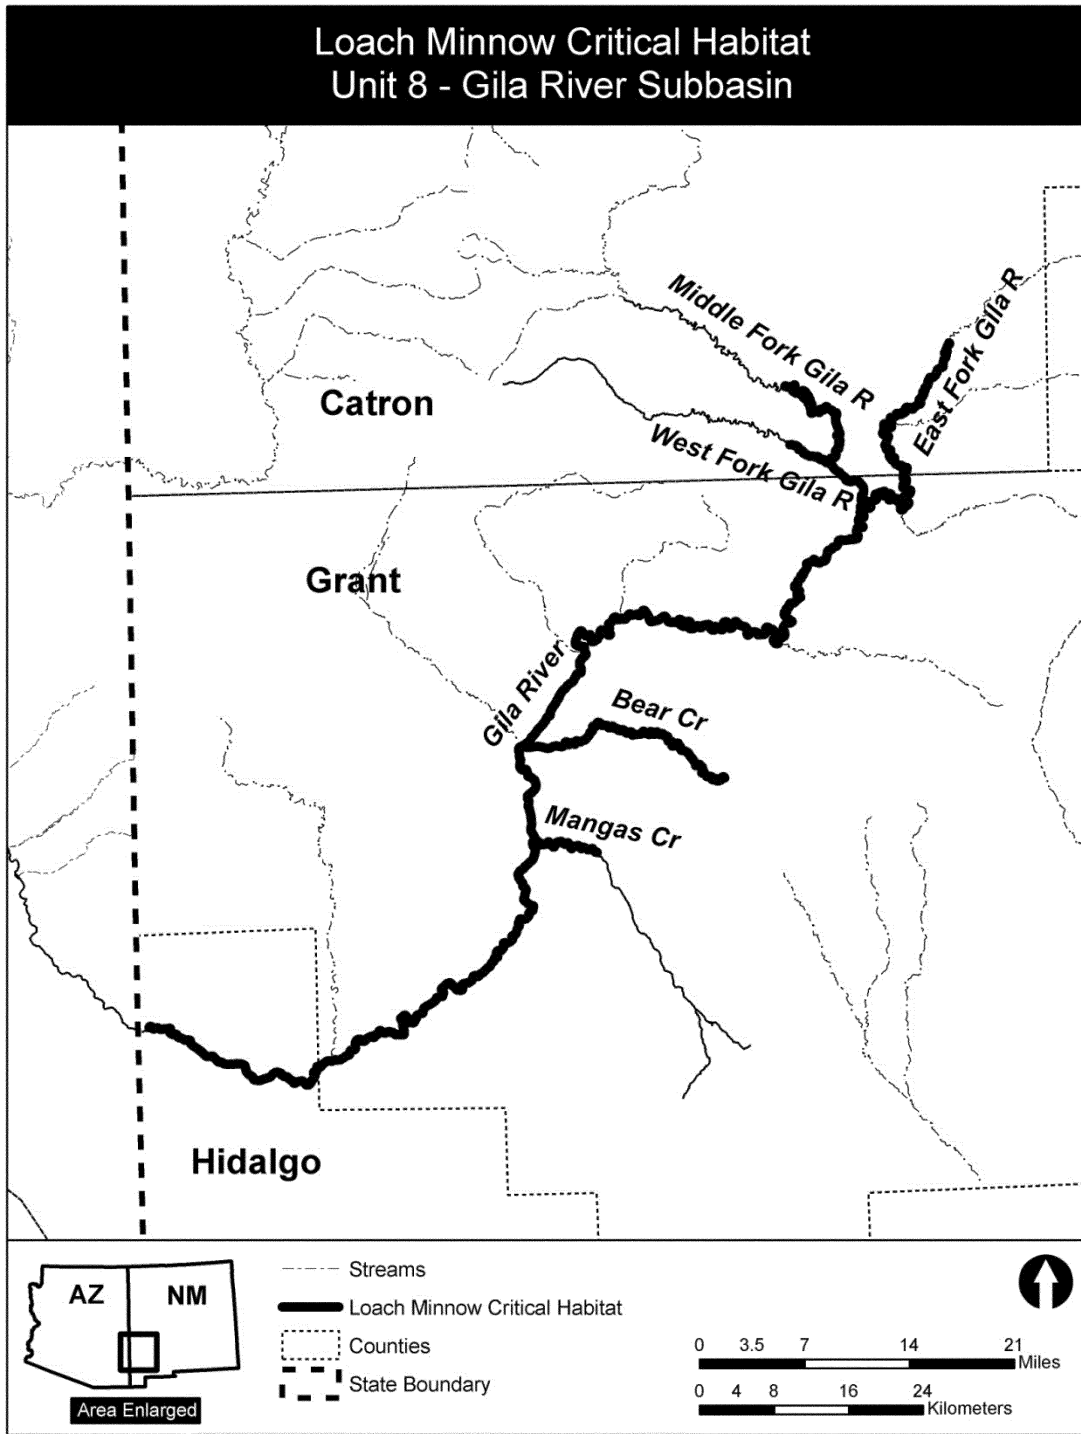 Loach Minnow Critical Habitat
Unit 8 - Gila River Subbasin
Middle Fork Gila R
East Fork Gila R
Catron
West Fork Gila R
Grant
Gila River
Bear Cr
Mangas Cr
Hidalgo
AZ
NM
Area Enlarged
Streams
Loach Minnow Critical Habitat
Counties
State Boundary
0 3.5 7 14 21
Miles
0 4 8 16 24
Kilometers